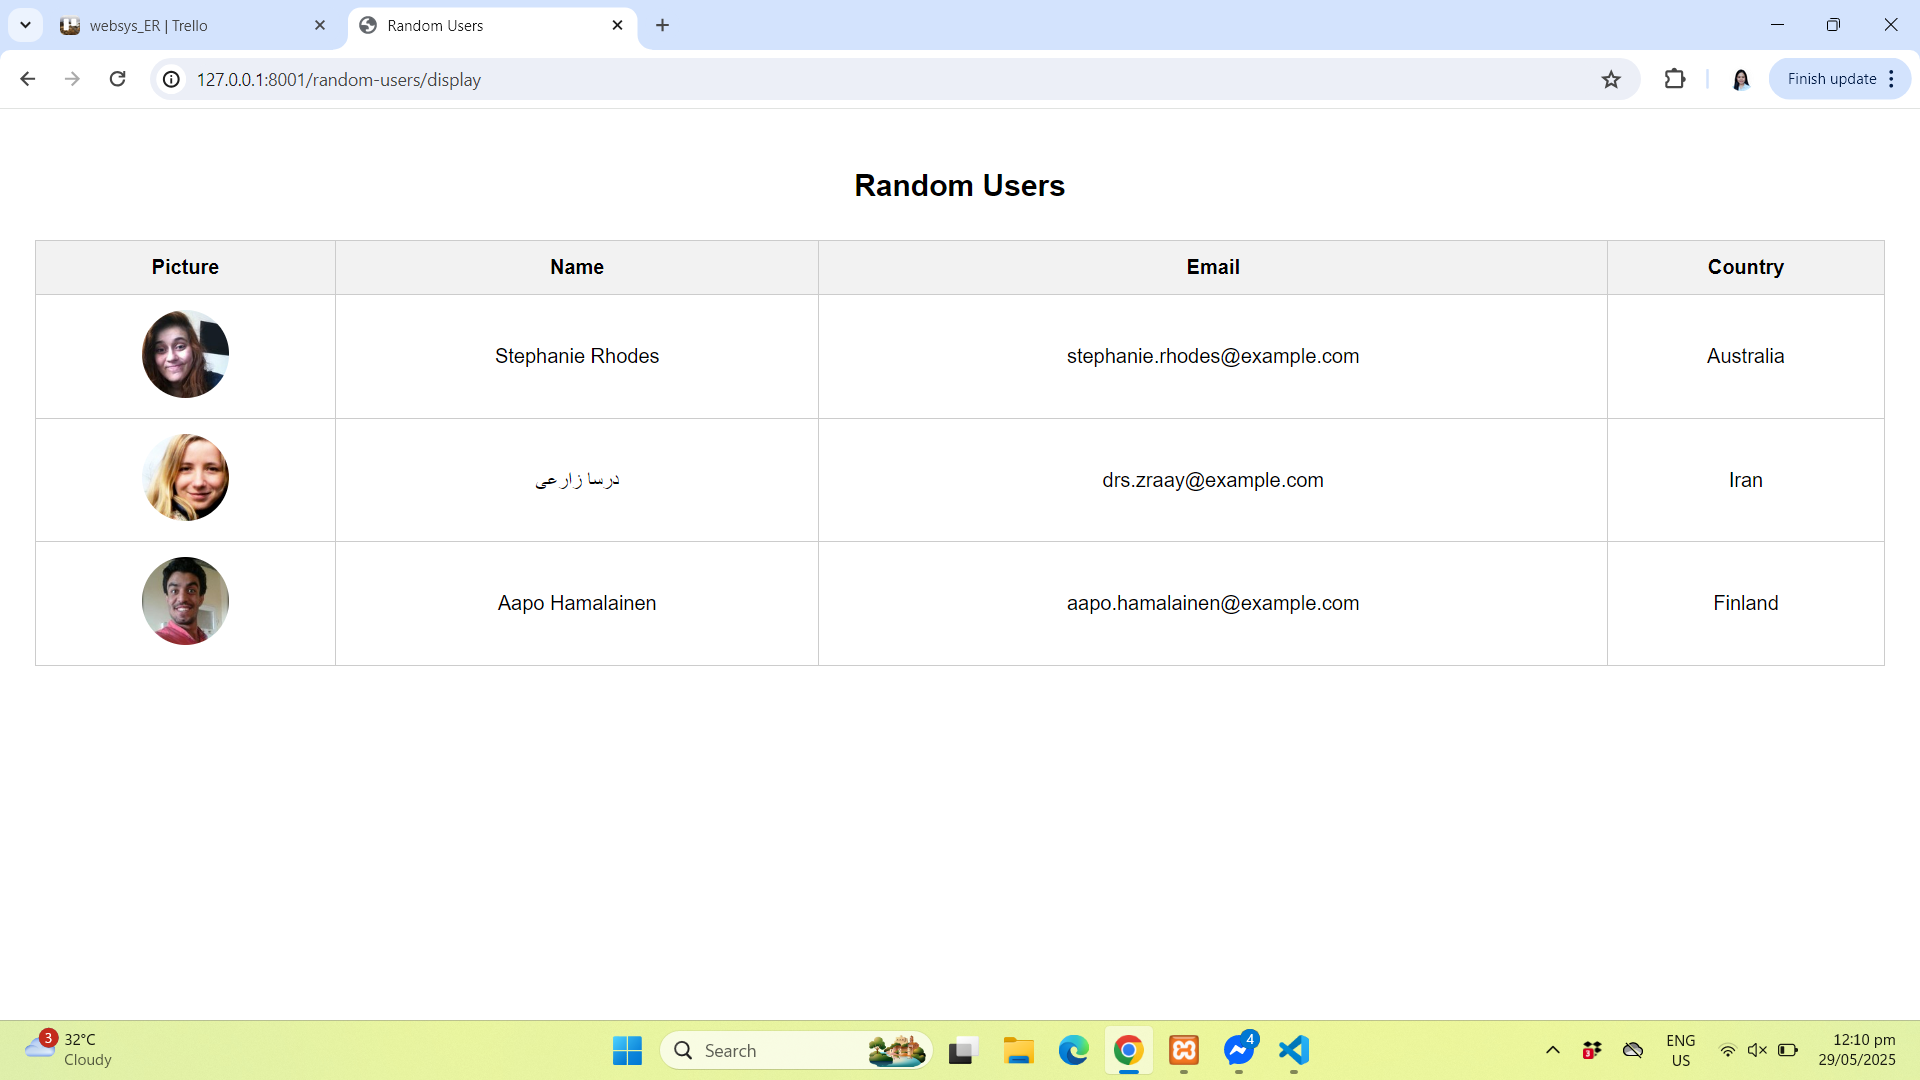 websys_ER | Trello
Random Users
127.0.0.1:8001/random-users/display
Finish update
Random Users
Picture Name Email Country
Stephanie Rhodes stephanie.rhodes@example.com Australia
درسا زارعی drs.zraay@example.com Iran
Aapo Hamalainen aapo.hamalainen@example.com Finland
3
32°C
Cloudy
Search
4
3
ENG
US
12:10 pm
29/05/2025